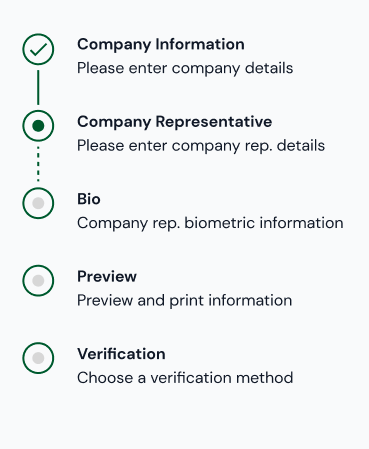 Company Information
Please enter company details
Company Representative
Please enter company rep. details
Bio
Company rep. biometric information
Preview
Preview and print information
Verification
Choose a verification method